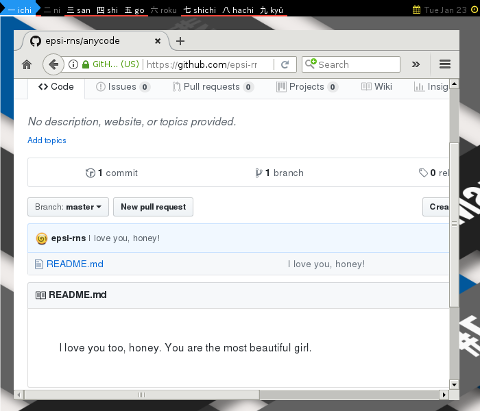 一 ichi 二 ni 三 san 四 shi 五 go 六 roku 七 shichi 八 hachi 九 kyû Tue Jan 23
epsi-rns/anycode
GitH... (US) https://github.com/epsi-rr Search
Code Issues 0 Pull requests 0 Projects 0 Wiki Insig
No description, website, or topics provided.
Add topics
1 commit 1 branch 0 rel
Branch: master New pull request Crea
epsi-rns I love you, honey!
README.md I love you, honey!
README.md
I love you too, honey. You are the most beautiful girl.